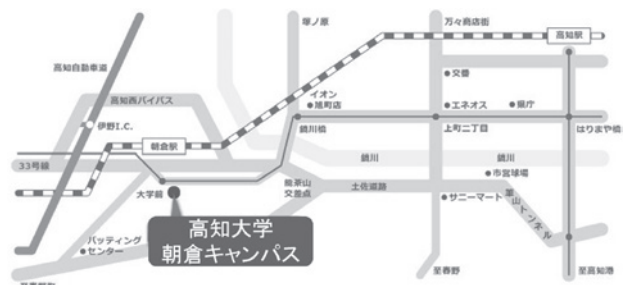 塚ノ原
万々商店街
高知駅
高知自動車道
交番
高知西バイパス
イオン
旭町店
エネオス
県庁
伊野I.C.
朝倉駅
鏡川橋
上町二丁目
はりまや橋
33号線
鏡川
鏡川
大学前
能茶山
交差点
土佐道路
市営球場
サニーマート
高知大学
朝倉キャンパス
バッティング
センター
至春野
至高知港